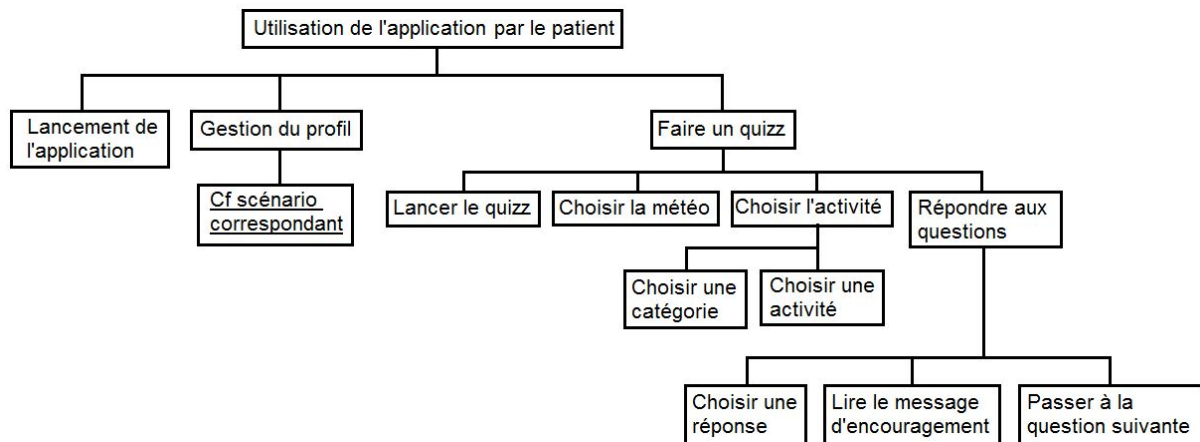 Utilisation de l'application par le patient
Lancement de
l'application
Gestion du profil
Faire un quizz
Cf scénario
correspondant
Lancer le quizz
Choisir la météo
Choisir l'activité
Répondre aux
questions
Choisir une
catégorie
Choisir une
activité
Choisir une
réponse
Lire le message
d'encouragement
Passer à la
question suivante